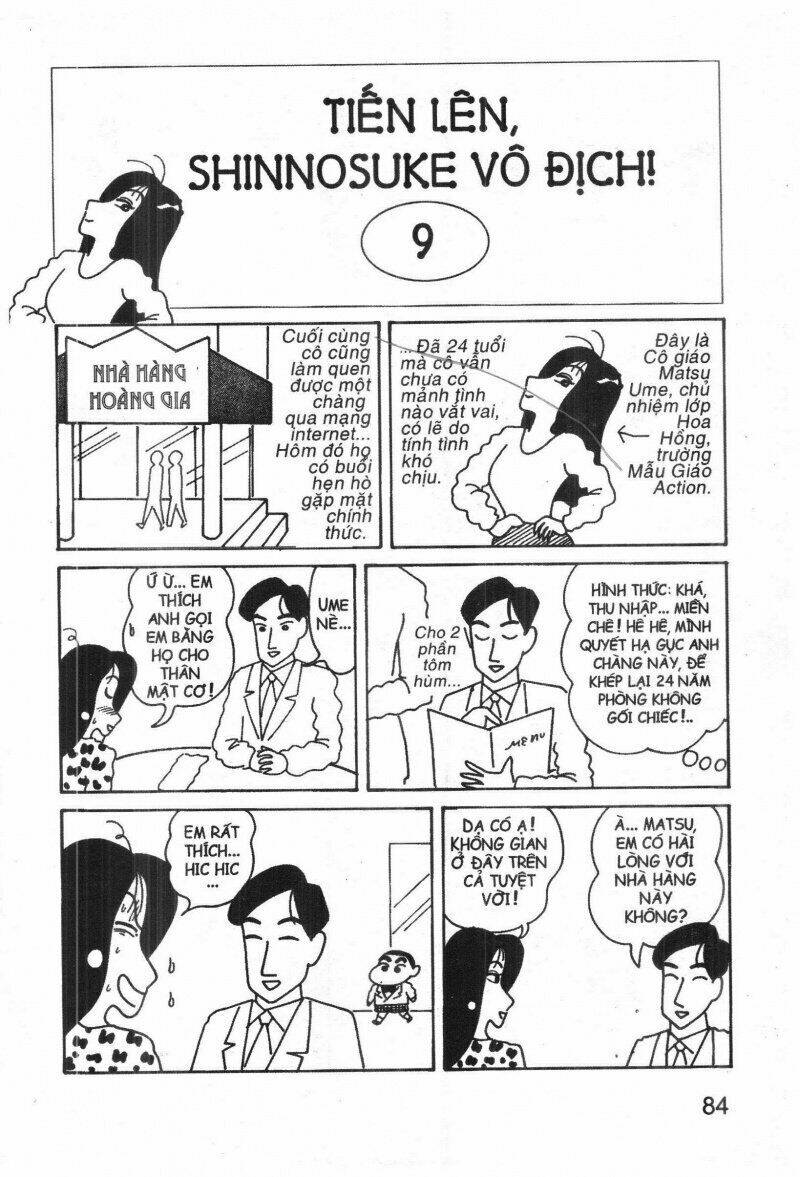 TIẾN LÊN,
SHINNOSUKE VÔ ĐỊCH!
9
Đây là
Cô giáo
Matsu
Ume, chủ
nhiệm lớp
Hoa
Hồng,
trường
Mẫu Giáo
Action.
... Đã 24 tuổi
mà cô vẫn
chưa có
mảnh tình
nào vắt vai,
có lẽ do
tính tình
khó
chịu.
Cuối cùng
cô cũng
làm quen
được một
chàng
qua mạng
internet...
Hôm đó họ
có buổi
hẹn hò
gặp mặt
chính
thức.
NHÀ HÀNG
HOÀNG GIA
HÌNH THỨC: KHÁ,
THU NHẬP... MIỄN
CHÊ! HÊ HÊ, MÌNH
QUYẾT HẠ GỤC ANH
CHÀNG NÀY, ĐỂ
KHÉP LẠI 24 NĂM
PHÒNG KHÔNG
GỐI CHIẾC!..
Cho 2
phần
tôm
hùm...
MENU
UME
NÈ...
Ứ Ừ... EM
THÍCH
ANH GỌI
EM BẰNG
HỌ CHO
THÂN
MẬT CƠ!
À... MATSU,
EM CÓ HÀI
LÒNG VỚI
NHÀ HÀNG
NÀY
KHÔNG?
DẠ CÓ Ạ!
KHÔNG GIAN
Ở ĐÂY TRÊN
CẢ TUYỆT
VỜI!
EM RẤT
THÍCH...
HIC HIC
...
84